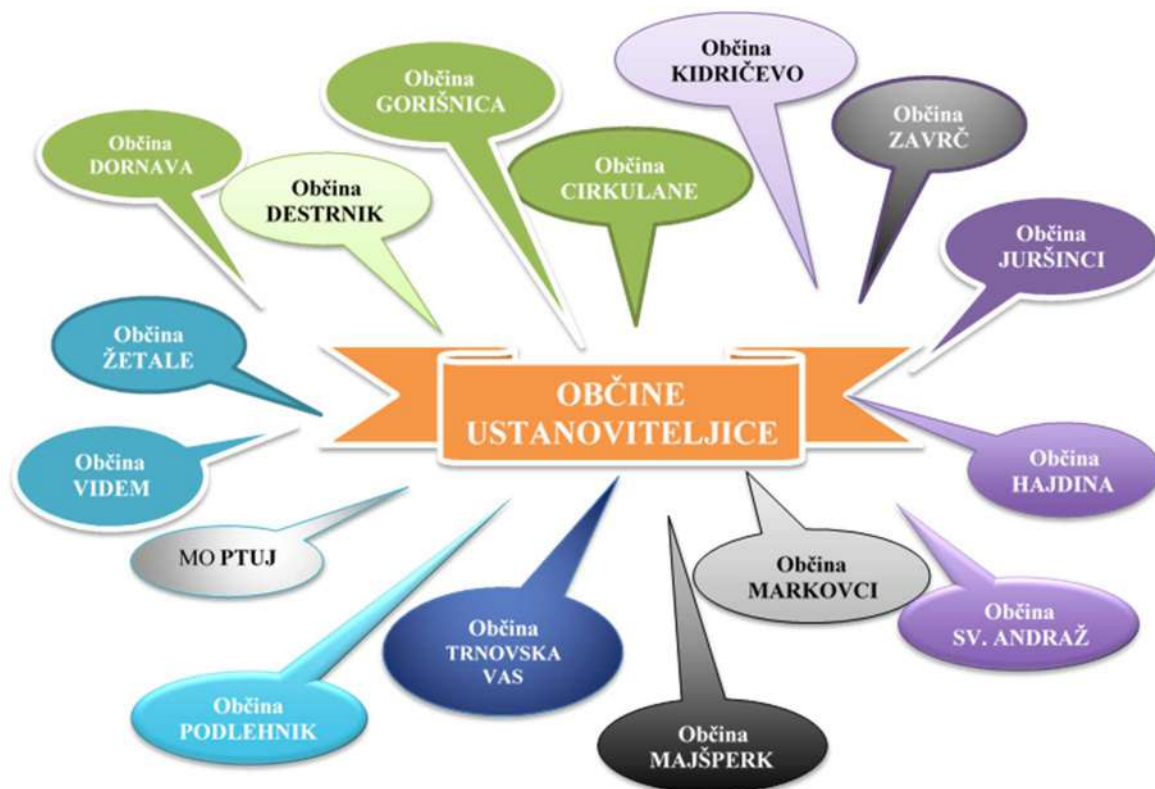 Občina
KIDRIČEVO
Občina
GORIŠNICA
Občina
ZAVRČ
Občina
DORNAVA
Občina
DESTRNIK
Občina
CIRKULANE
Občina
JURŠINCI
Občina
ŽETALE
OBČINE
USTANOVITELJICE
Občina
VIDEM
Občina
HAJDINA
MO PTUJ
Občina
MARKOVCI
Občina
SV. ANDRAŽ
Občina
TRNOVSKA
VAS
Občina
PODLEHNIK
Občina
MAJŠPERK